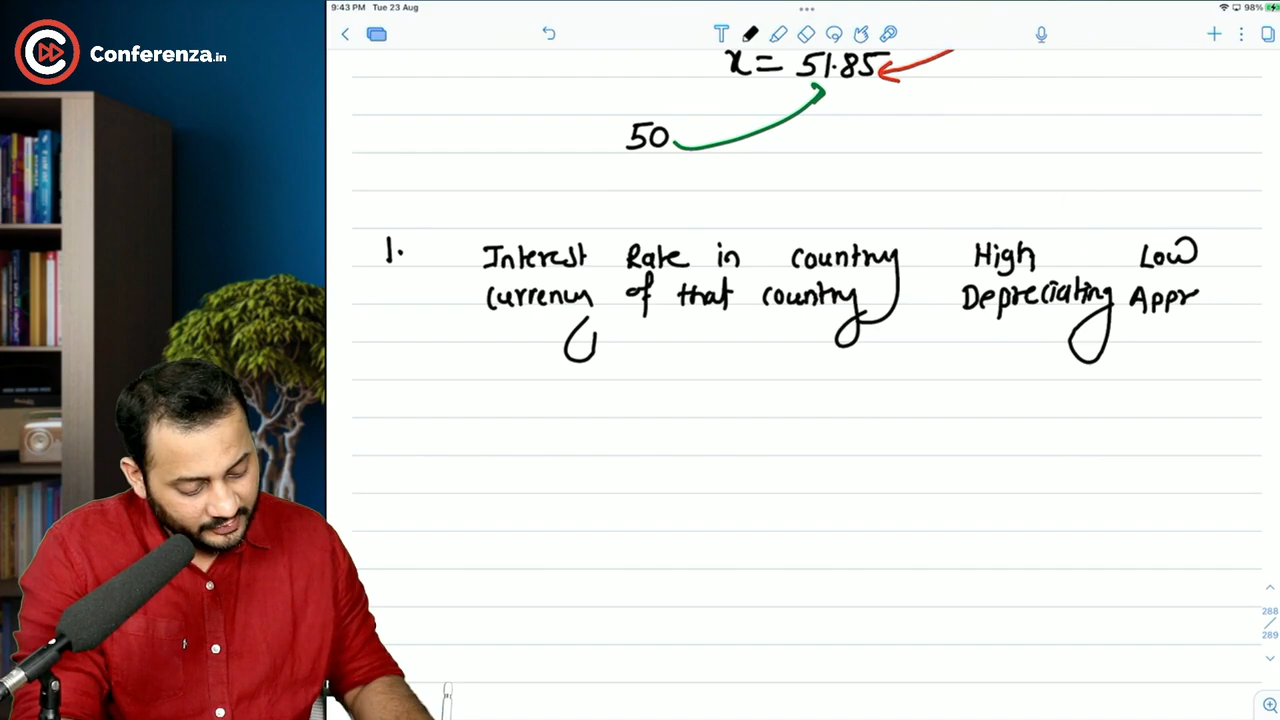 9:43 PM Tue 23 Aug
98%
Conferenza.in
x = 51.85
50
1. Interest Rate in country High Low
Currency of that country Depreciating Appr
288
289